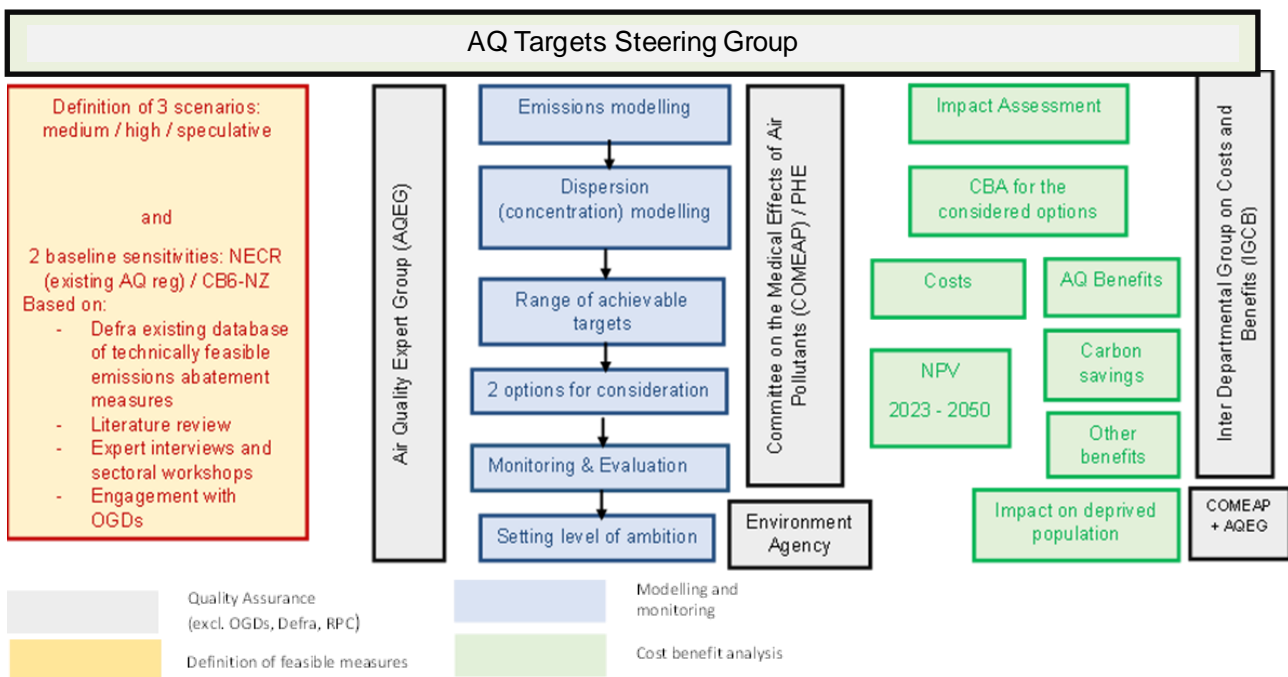 AQ Targets Steering Group
Definition of 3 scenarios:
medium / high / speculative
and
2 baseline sensitivities: NECR
(existing AQ reg) / CB6-NZ
Based on:
- Defra existing database
of technically feasible
emissions abatement
measures
- Literature review
- Expert interviews and
sectoral workshops
- Engagement with
OGDs
Air Quality Expert Group (AQEG)
Emissions modelling
Dispersion
(concentration) modelling
Range of achievable
targets
2 options for consideration
Monitoring & Evaluation
Setting level of ambition
Committee on the Medical Effects of Air
Pollutants (COMEAP) / PHE
Environment
Agency
Impact Assessment
CBA for the
considered options
Costs
AQ Benefits
NPV
2023 - 2050
Carbon
savings
Other
benefits
Impact on deprived
population
Inter Departmental Group on Costs and
Benefits (IGCB)
COMEAP
+ AQEG
Quality Assurance
(excl. OGDs, Defra, RPC)
Definition of feasible measures
Modelling and
monitoring
Cost benefit analysis